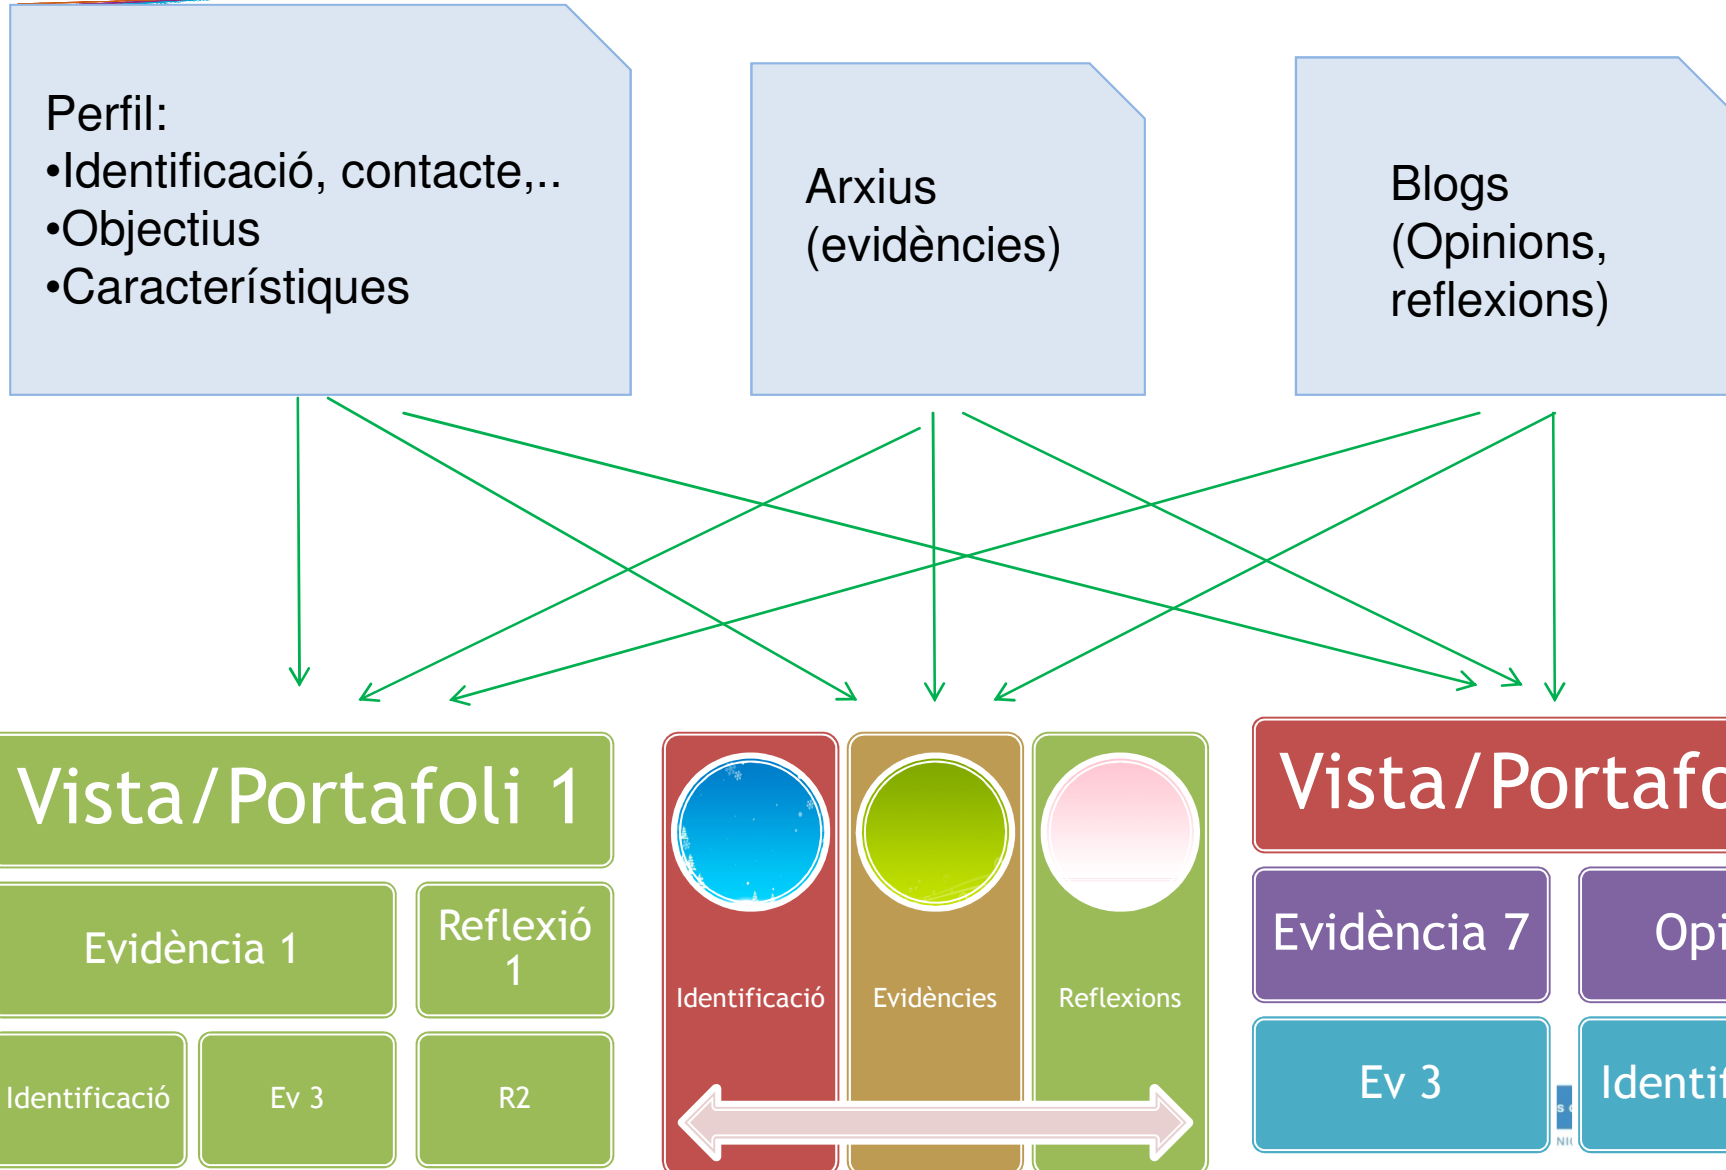 Perfil:
•Identificació, contacte,..
•Objectius
•Característiques
Arxius
(evidències)
Blogs
(Opinions,
reflexions)
Vista/Portafoli 1
Evidència 1
Reflexió
1
Identificació
Ev 3
R2
Identificació
Evidències
Reflexions
Vista/Portafo
Evidència 7
Opi
Ev 3
Identif